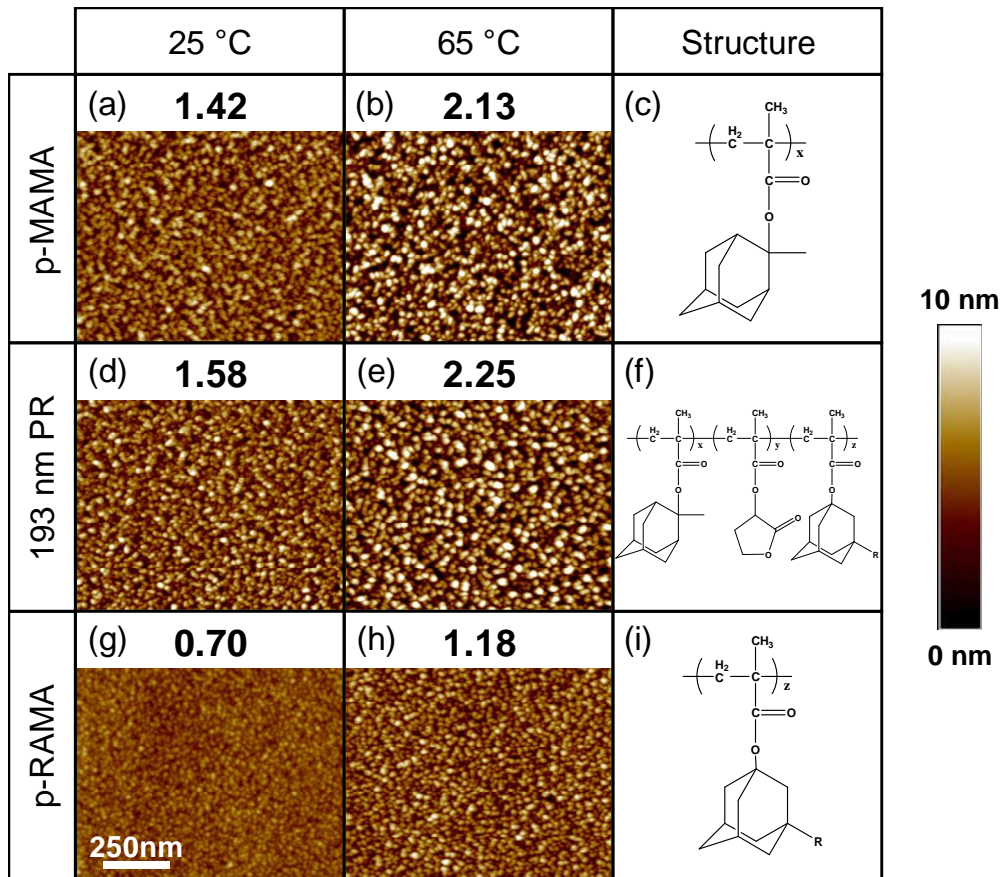 25 °C
65 °C
Structure
p-MAMA
(a) 1.42
(b) 2.13
(c)
CH3
H2
C
C
x
C
O
O
193 nm PR
(d) 1.58
(e) 2.25
(f)
CH3 CH3 CH3
H2 H2 H2
C C C C C C
x y z
C O C O C O
O O O
O
O
R
p-RAMA
(g) 0.70
(h) 1.18
(i)
CH3
H2
C
C
z
C
O
O
R
250nm
10 nm
0 nm